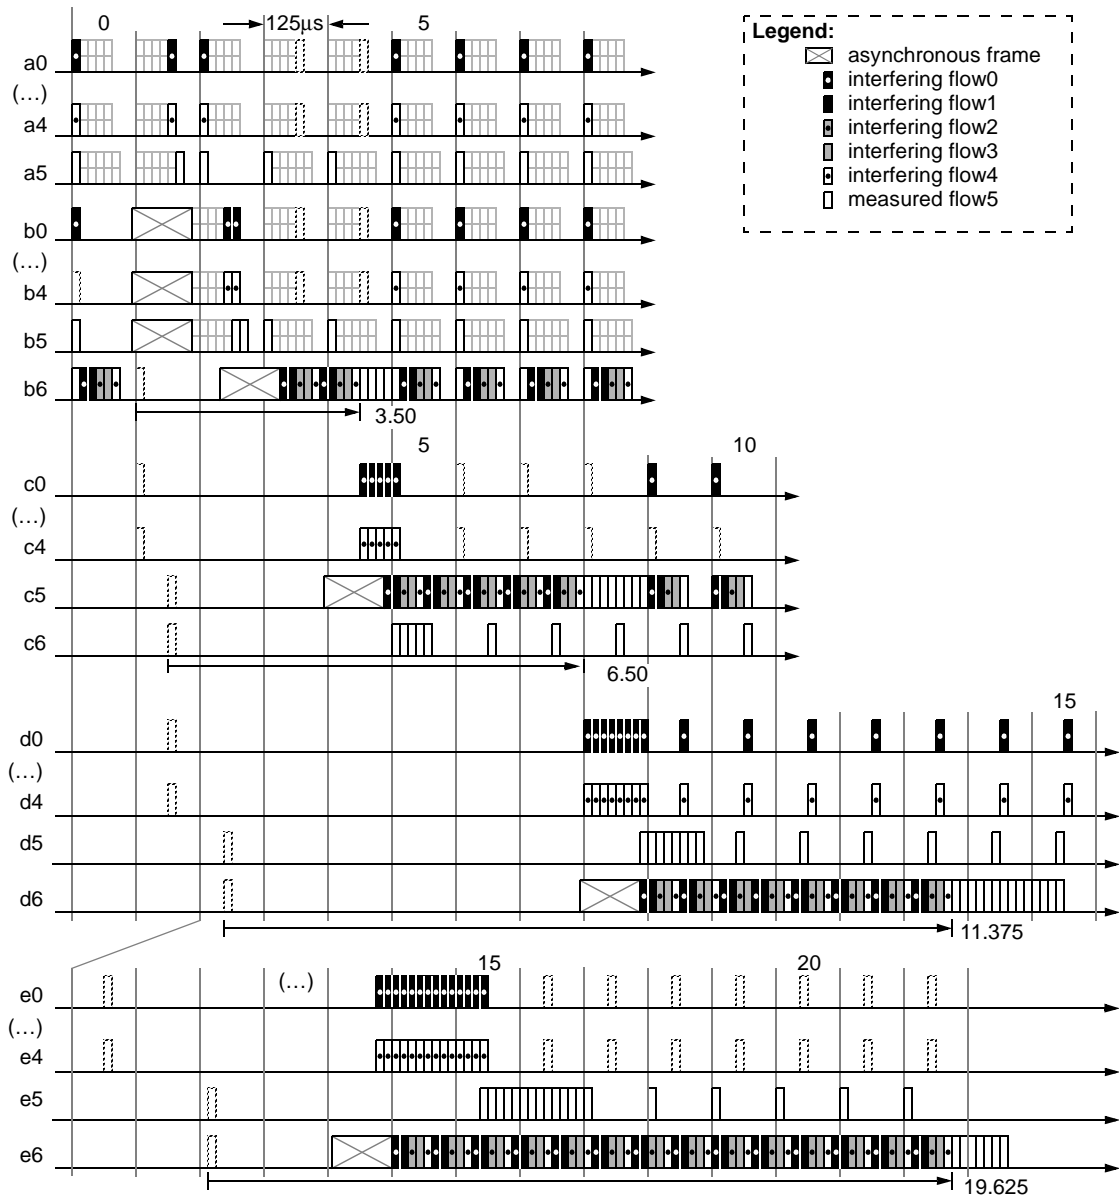 0 125μs 5
Legend:
asynchronous frame
interfering flow0
interfering flow1
interfering flow2
interfering flow3
interfering flow4
measured flow5
a0
(…)
a4
a5
b0
(…)
b4
b5
b6
3.50
5 10
c0
(…)
c4
c5
c6
6.50
15
d0
(…)
d4
d5
d6
11.375
(…) 15 20
e0
(…)
e4
e5
e6
19.625